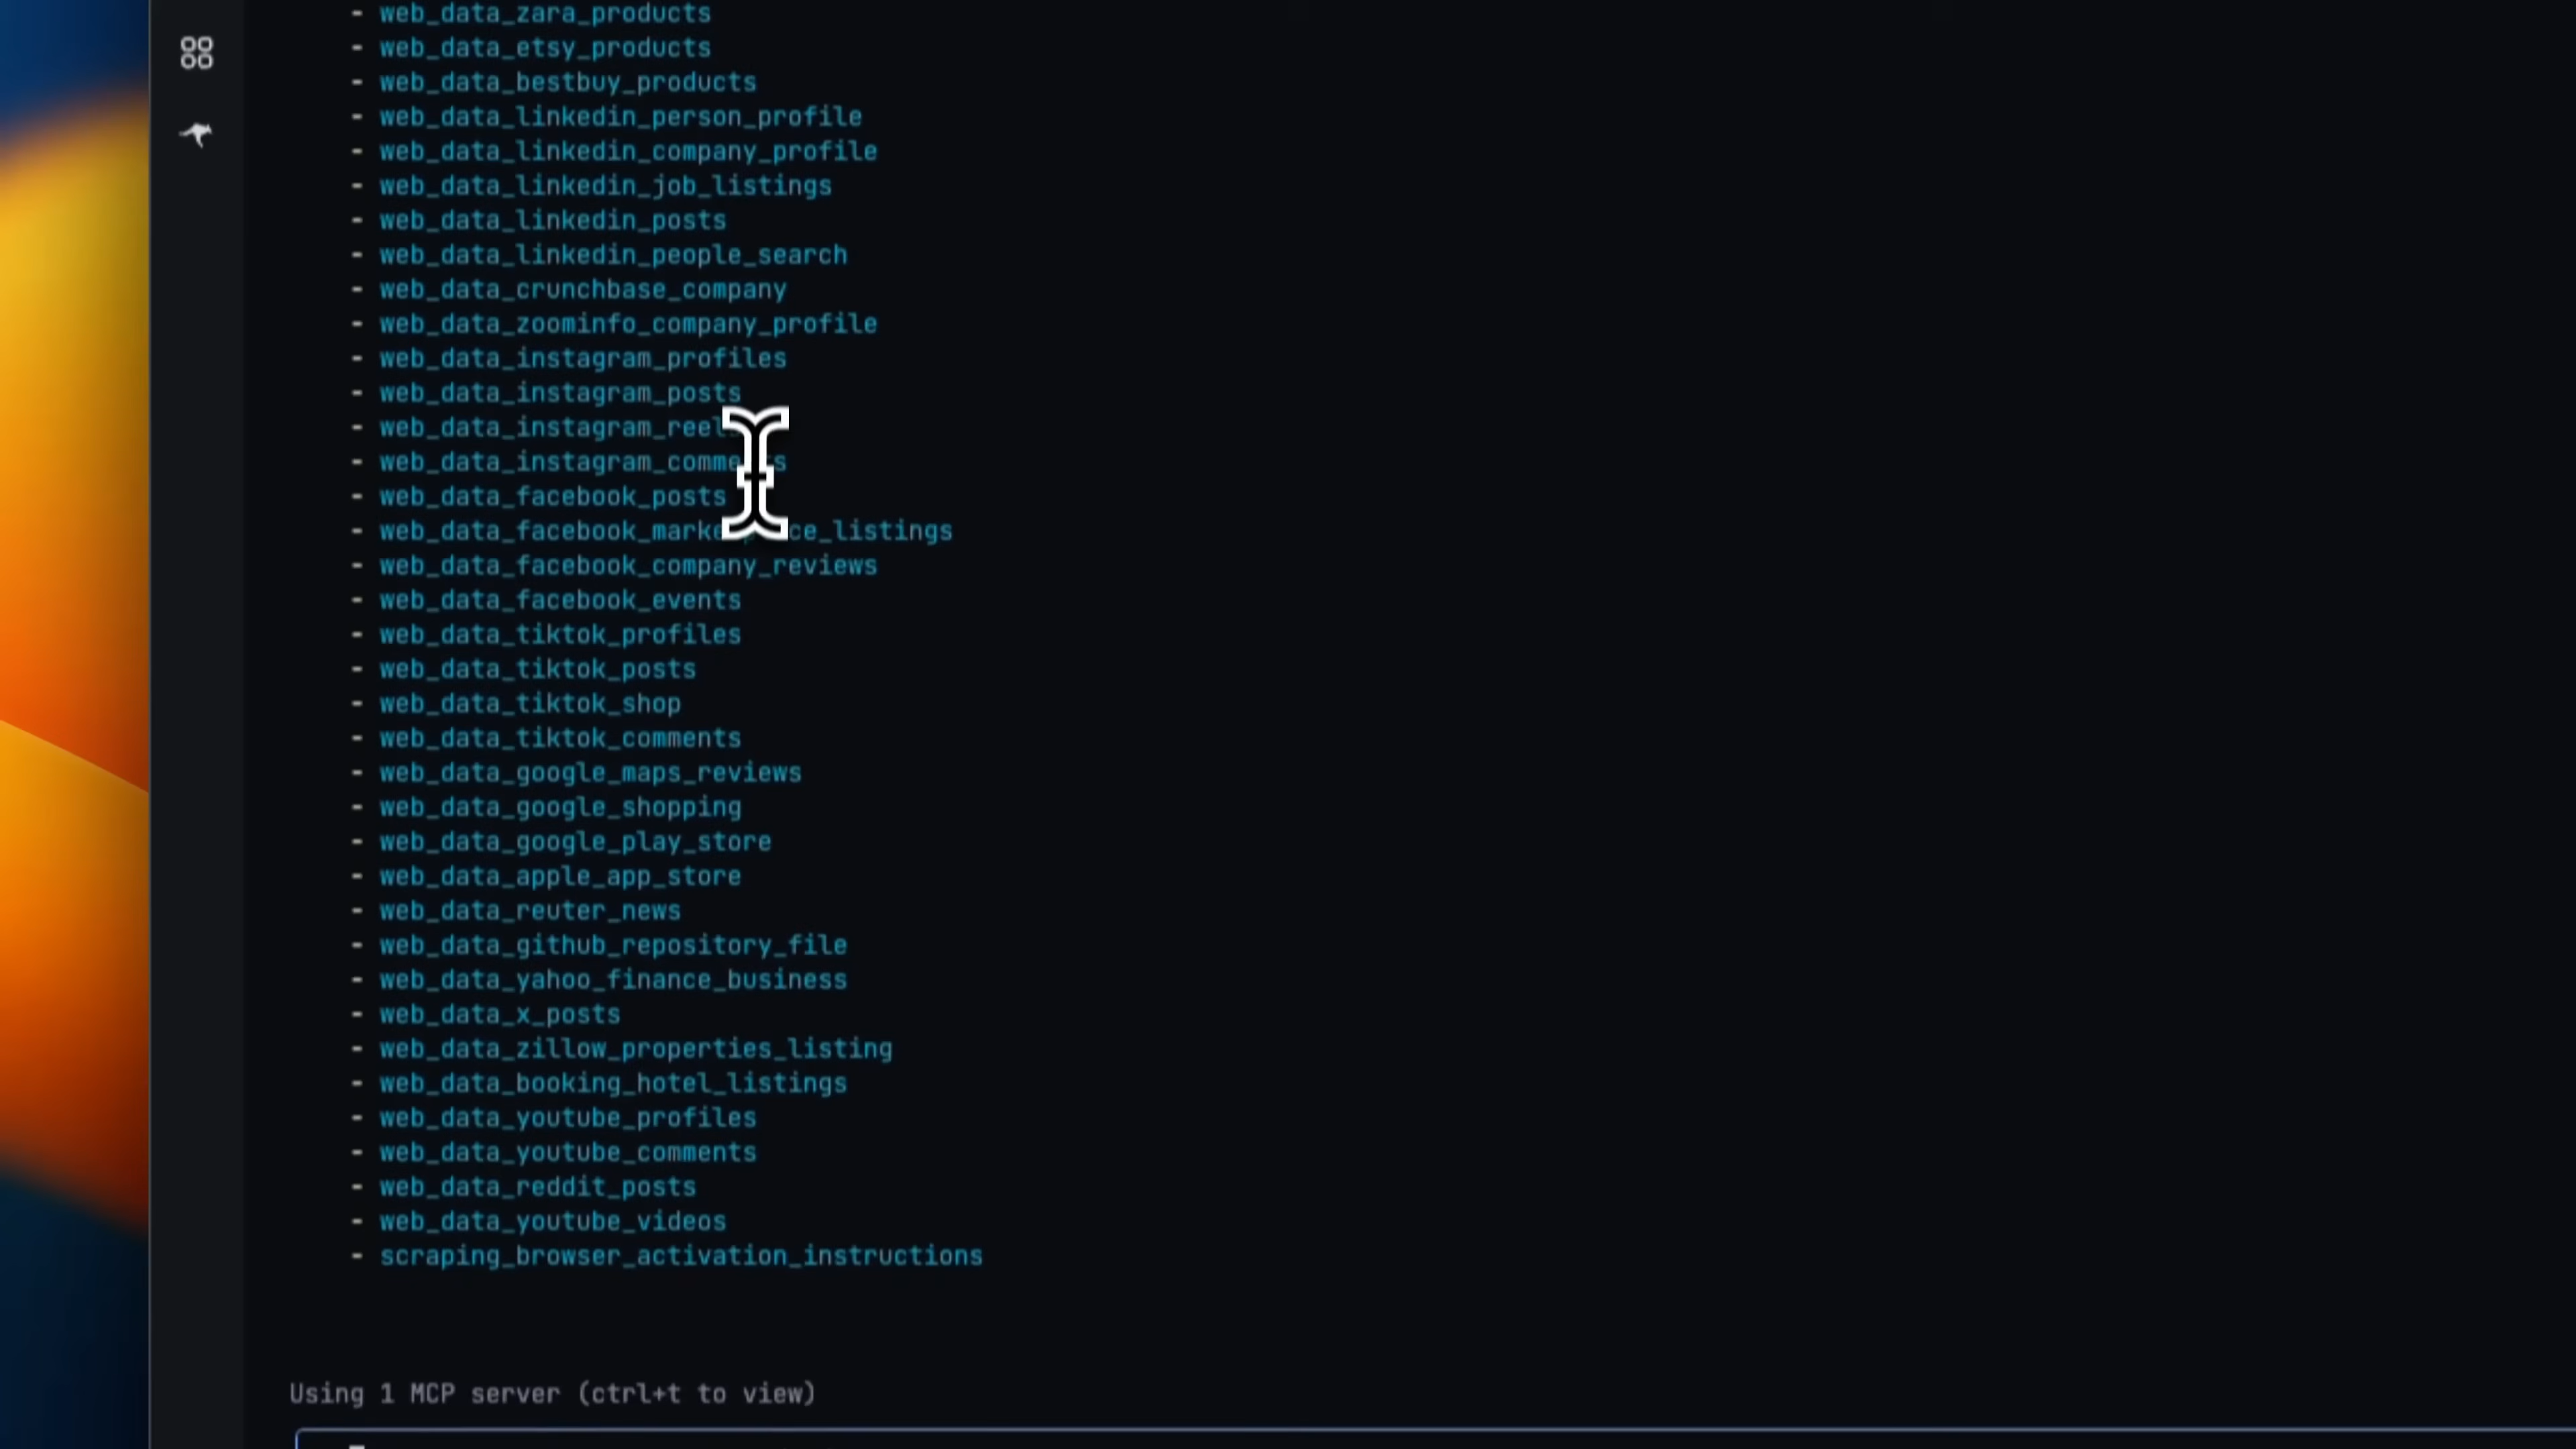 - web_data_zara_products
- web_data_etsy_products
- web_data_bestbuy_products
- web_data_linkedin_person_profile
- web_data_linkedin_company_profile
- web_data_linkedin_job_listings
- web_data_linkedin_posts
- web_data_linkedin_people_search
- web_data_crunchbase_company
- web_data_zoominfo_company_profile
- web_data_instagram_profiles
- web_data_instagram_posts
-
-
- web_data_facebook_posts
-
- web_data_facebook_company_reviews
- web_data_facebook_events
- web_data_tiktok_profiles
- web_data_tiktok_posts
- web_data_tiktok_shop
- web_data_tiktok_comments
- web_data_google_maps_reviews
- web_data_google_shopping
- web_data_google_play_store
- web_data_apple_app_store
- web_data_reuter_news
- web_data_github_repository_file
- web_data_yahoo_finance_business
- web_data_x_posts
- web_data_zillow_properties_listing
- web_data_booking_hotel_listings
- web_data_youtube_profiles
- web_data_youtube_comments
- web_data_reddit_posts
- web_data_youtube_videos
- scraping_browser_activation_instructions
Using 1 MCP server (ctrl+t to view)